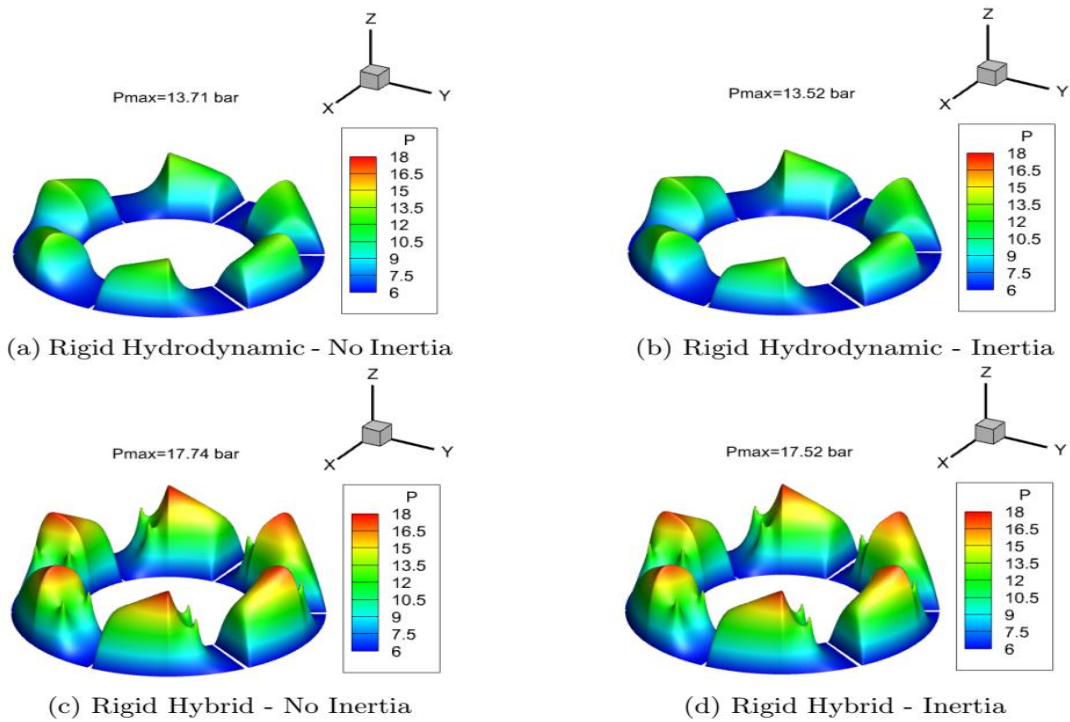 Z
X
Y
Pmax=13.71 bar
P
18
16.5
15
13.5
12
10.5
9
7.5
6
(a) Rigid Hydrodynamic - No Inertia
Z
X
Y
Pmax=13.52 bar
P
18
16.5
15
13.5
12
10.5
9
7.5
6
(b) Rigid Hydrodynamic - Inertia
Z
X
Y
Pmax=17.74 bar
P
18
16.5
15
13.5
12
10.5
9
7.5
6
(c) Rigid Hybrid - No Inertia
Z
X
Y
Pmax=17.52 bar
P
18
16.5
15
13.5
12
10.5
9
7.5
6
(d) Rigid Hybrid - Inertia